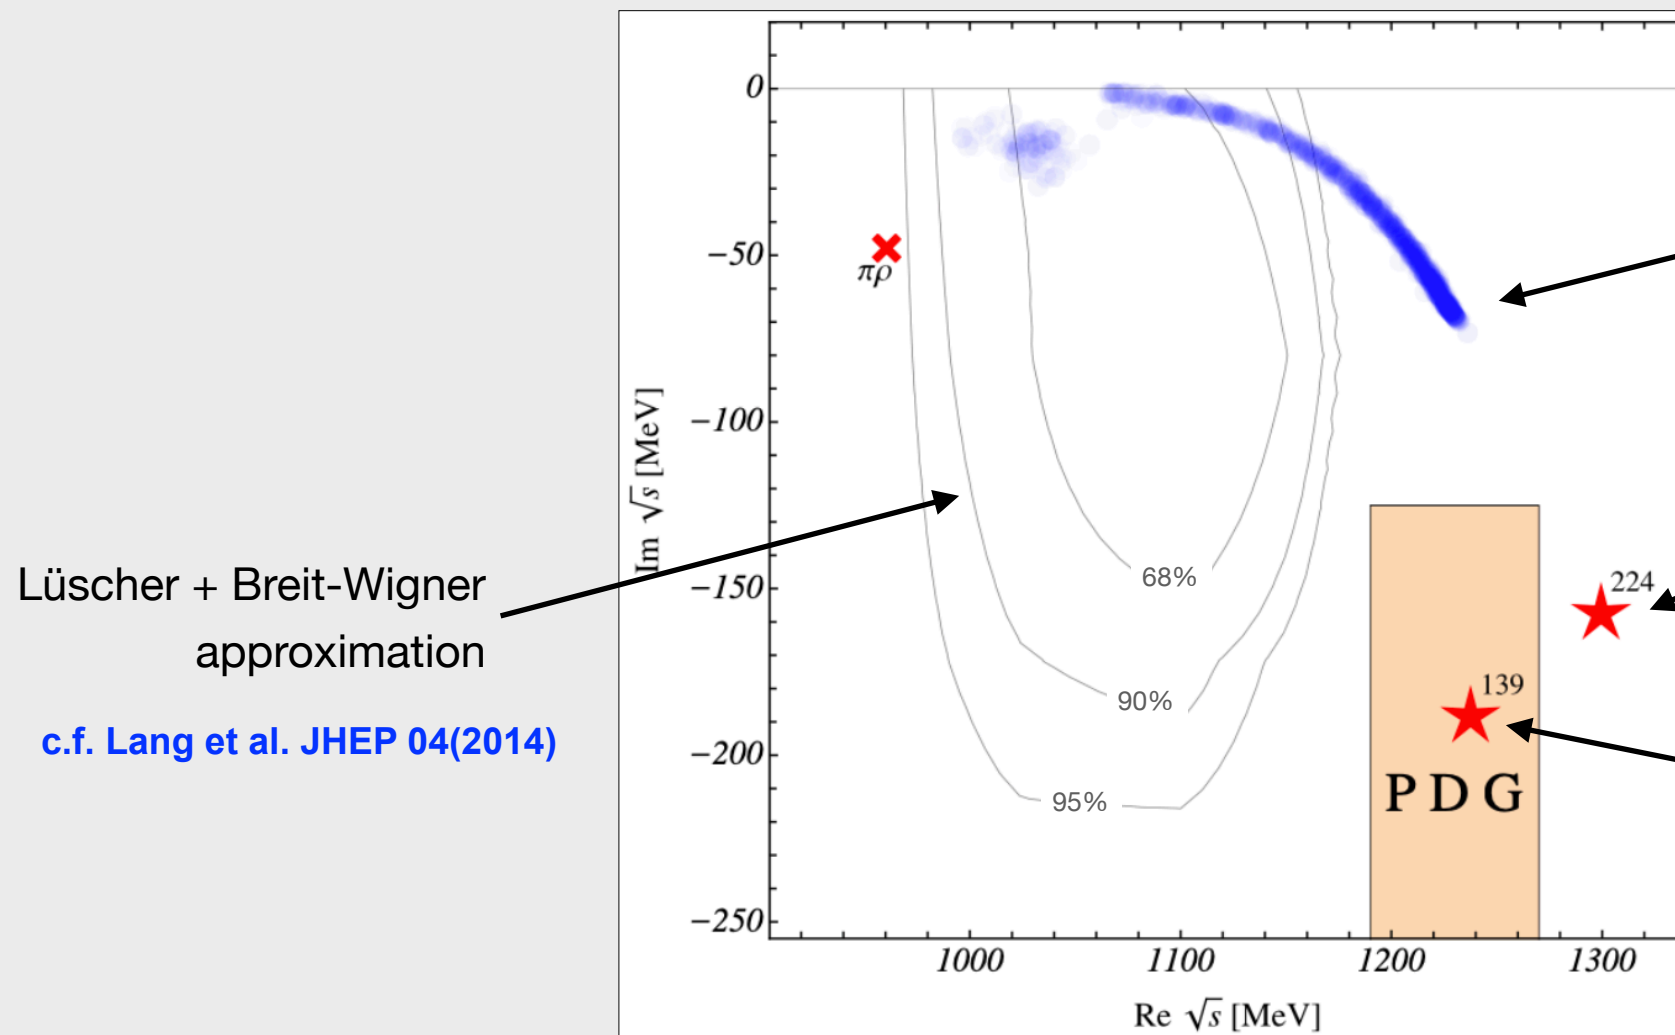 0
−50
πρ
−100
Im √s [MeV]
Lüscher + Breit-Wigner
approximation
c.f. Lang et al. JHEP 04(2014)
68%
−150
224
139
90%
−200
PDG
95%
−250
1000 1100 1200 1300
Re √s [MeV]